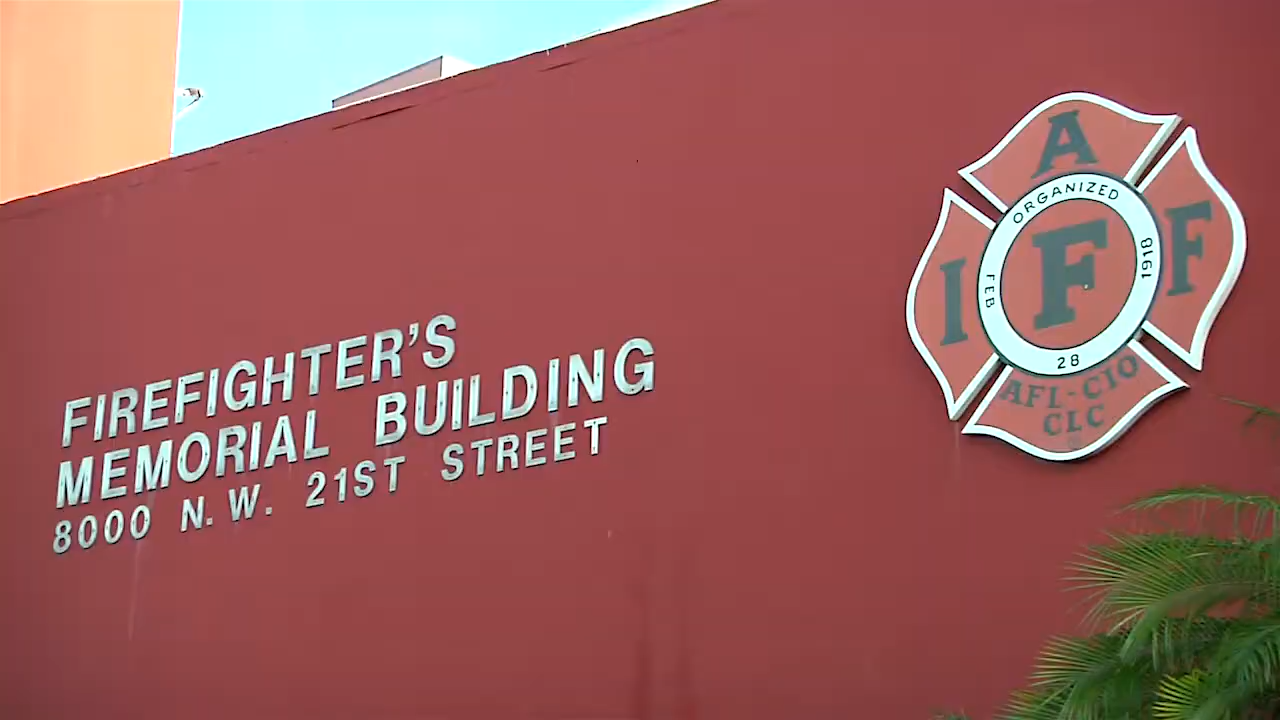 FIREFIGHTER'S
MEMORIAL BUILDING
8000 N.W. 21ST STREET
A
ORGANIZED
I F F
FEB
1918
28
AFL-CIO
CLC